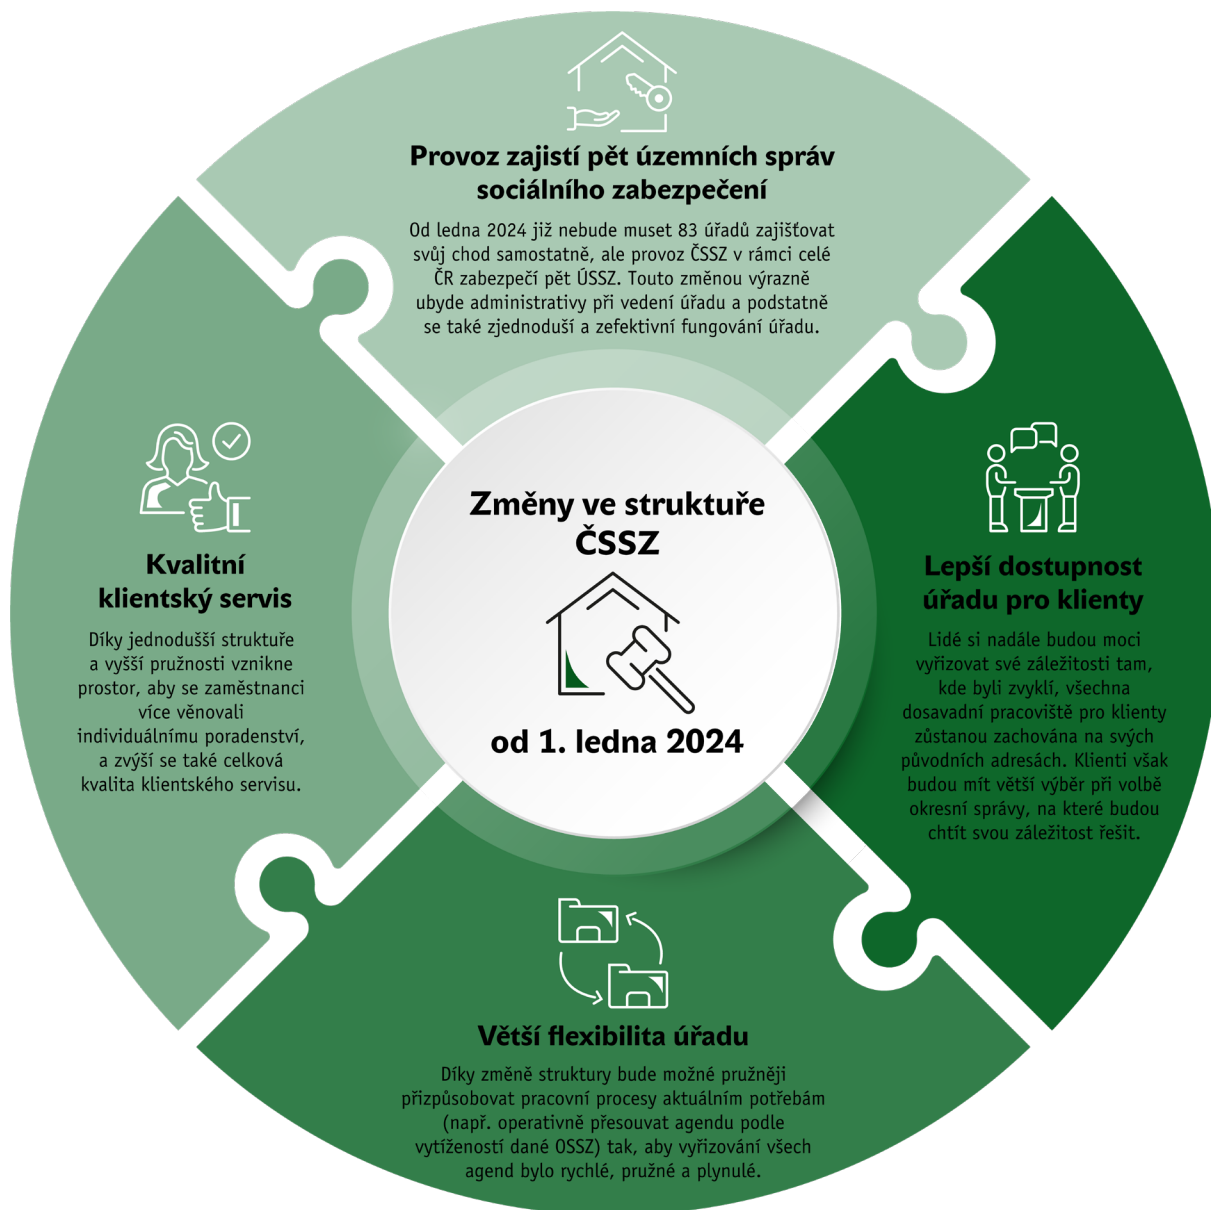 Provoz zajistí pět územních správ
sociálního zabezpečení
Od ledna 2024 již nebude muset 83 úřadů zajišťovat
svůj chod samostatně, ale provoz ČSSZ v rámci celé
ČR zabezpečí pět ÚSSZ. Touto změnou výrazně
ubyde administrativy při vedení úřadu a podstatně
se také zjednoduší a zefektivní fungování úřadu.
Změny ve struktuře
ČSSZ
od 1. ledna 2024
Kvalitní
klientský servis
Díky jednodušší struktuře
a vyšší pružnosti vznikne
prostor, aby se zaměstnanci
více věnovali
individuálnímu poradenství,
a zvýší se také celková
kvalita klientského servisu.
Lepší dostupnost
úřadu pro klienty
Lidé si nadále budou moci
vyřizovat své záležitosti tam,
kde byli zvyklí, všechna
dosavadní pracoviště pro klienty
zůstanou zachována na svých
původních adresách. Klienti však
budou mít větší výběr při volbě
okresní správy, na které budou
chtít svou záležitost řešit.
Větší flexibilita úřadu
Díky změně struktury bude možné pružněji
přizpůsobovat pracovní procesy aktuálním potřebám
(např. operativně přesouvat agendu podle
vytížeností dané OSSZ) tak, aby vyřizování všech
agend bylo rychlé, pružné a plynulé.